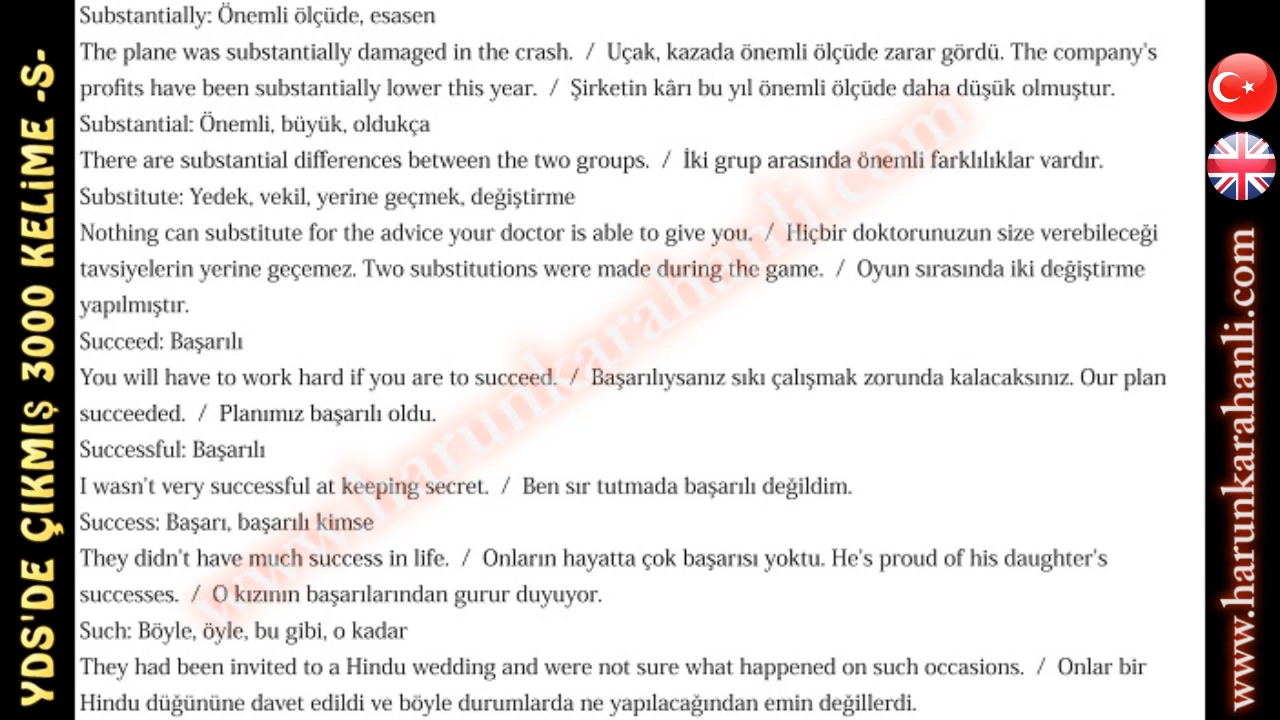 YDS'DE ÇIKMIŞ 3000 KELİME -S-
Substantially: Önemli ölçüde, esasen
The plane was substantially damaged in the crash. / Uçak, kazada önemli ölçüde zarar gördü. The company's
profits have been substantially lower this year. / Şirketin kârı bu yıl önemli ölçüde daha düşük olmuştur.
Substantial: Önemli, büyük, oldukça
There are substantial differences between the two groups. / İki grup arasında önemli farklılıklar vardır.
Substitute: Yedek, vekil, yerine geçmek, değiştirme
Nothing can substitute for the advice your doctor is able to give you. / Hiçbir doktorunuzun size verebileceği
tavsiyelerin yerine geçemez. Two substitutions were made during the game. / Oyun sırasında iki değiştirme
yapılmıştır.
Succeed: Başarılı
You will have to work hard if you are to succeed. / Başarılıysanız sıkı çalışmak zorunda kalacaksınız. Our plan
succeeded. / Planımız başarılı oldu.
Successful: Başarılı
I wasn't very successful at keeping secret. / Ben sır tutmada başarılı değildim.
Success: Başarı, başarılı kimse
They didn't have much success in life. / Onların hayatta çok başarısı yoktu. He's proud of his daughter's
successes. / O kızının başarılarından gurur duyuyor.
Such: Böyle, öyle, bu gibi, o kadar
They had been invited to a Hindu wedding and were not sure what happened on such occasions. / Onlar bir
Hindu düğününe davet edildi ve böyle durumlarda ne yapılacağından emin değillerdi.
www.harunkarahanli.com
www.harunkarahanli.com